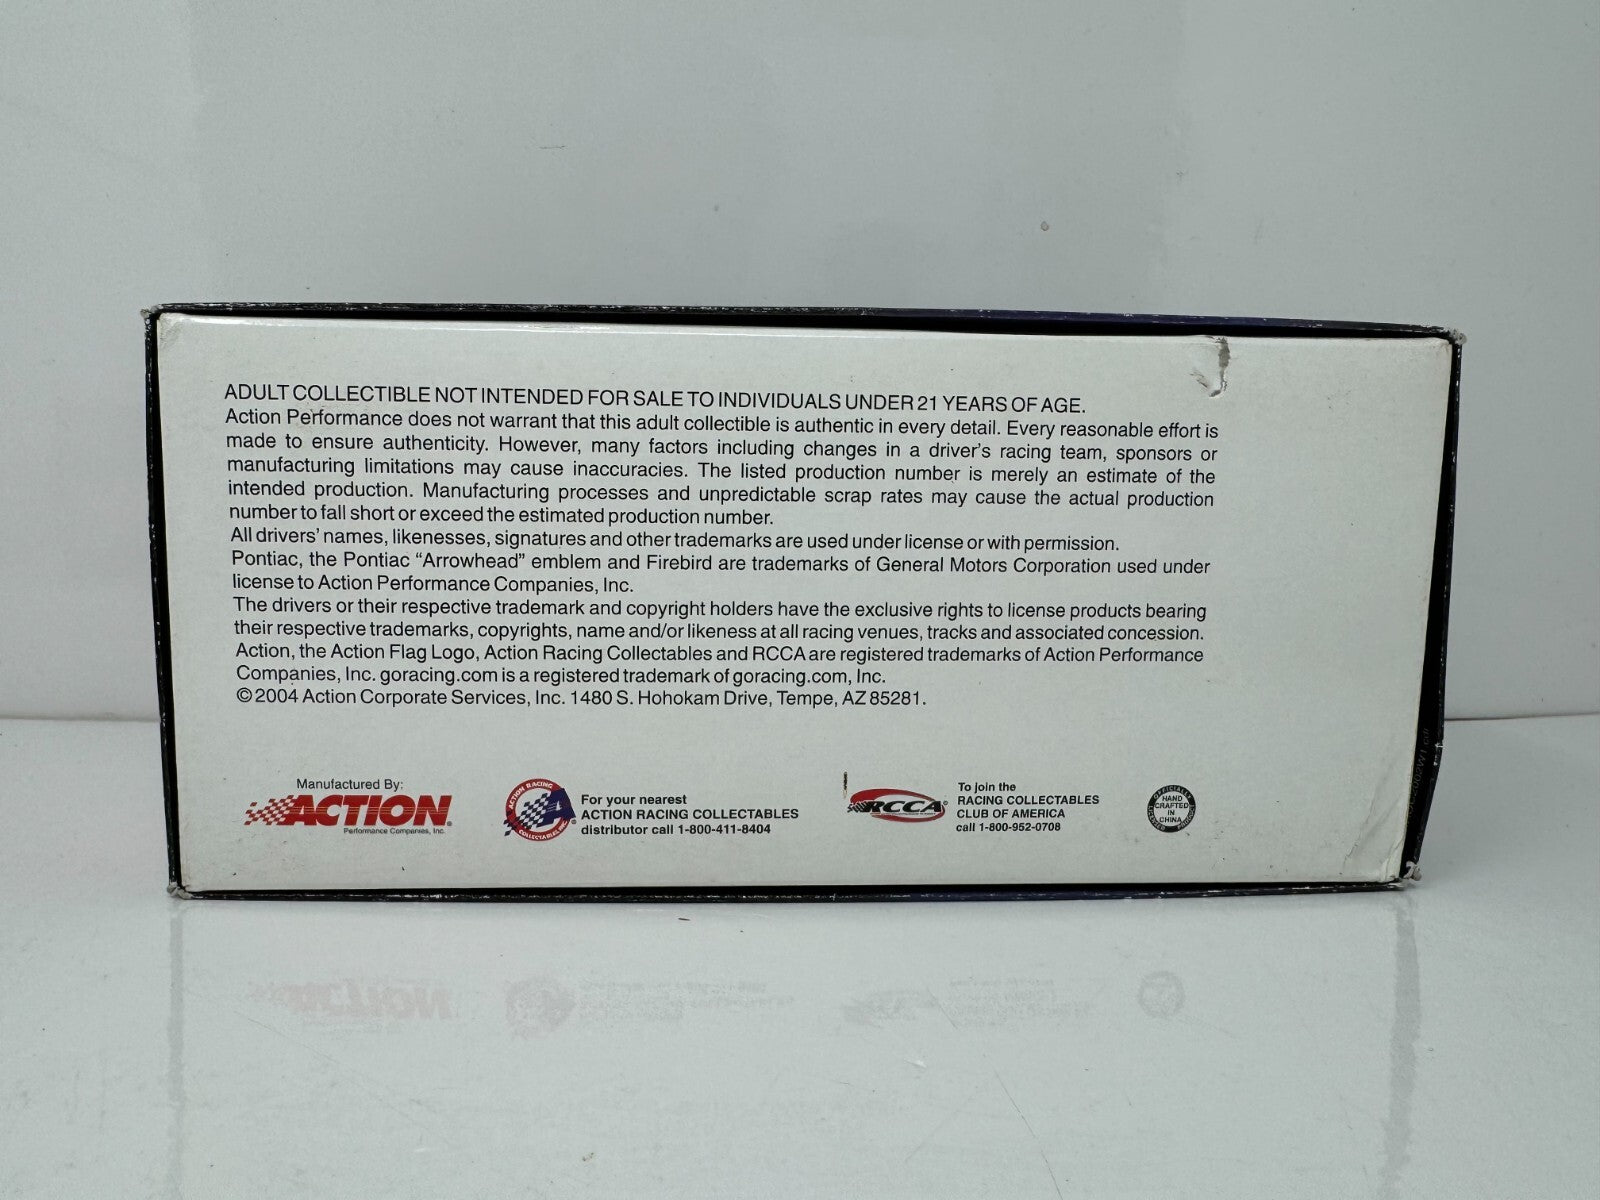 ADULT COLLECTIBLE NOT INTENDED FOR SALE TO INDIVIDUALS UNDER 21 YEARS OF AGE.
Action Performance does not warrant that this adult collectible is authentic in every detail. Every reasonable effort is
made to ensure authenticity. However, many factors including changes in a driver's racing team, sponsors or
manufacturing limitations may cause inaccuracies. The listed production number is merely an estimate of the
intended production. Manufacturing processes and unpredictable scrap rates may cause the actual production
number to fall short or exceed the estimated production number.
All drivers' names, likenesses, signatures and other trademarks are used under license or with permission.
Pontiac, the Pontiac "Arrowhead" emblem and Firebird are trademarks of General Motors Corporation used under
license to Action Performance Companies, Inc.
The drivers or their respective trademark and copyright holders have the exclusive rights to license products bearing
their respective trademarks, copyrights, name and/or likeness at all racing venues, tracks and associated concession.
Action, the Action Flag Logo, Action Racing Collectables and RCCA are registered trademarks of Action Performance
Companies, Inc. goracing.com is a registered trademark of goracing.com, Inc.
©2004 Action Corporate Services, Inc. 1480 S. Hohokam Drive, Tempe, AZ 85281.
Manufactured By:
ACTION®
Performance Companies, Inc.
ACTION RACING
COLLECTABLES, INC.
For your nearest
ACTION RACING COLLECTABLES
distributor call 1-800-411-8404
RCCA®
To join the
RACING COLLECTABLES
CLUB OF AMERICA
call 1-800-952-0708
OFFICIALLY
HAND
CRAFTED
IN
CHINA